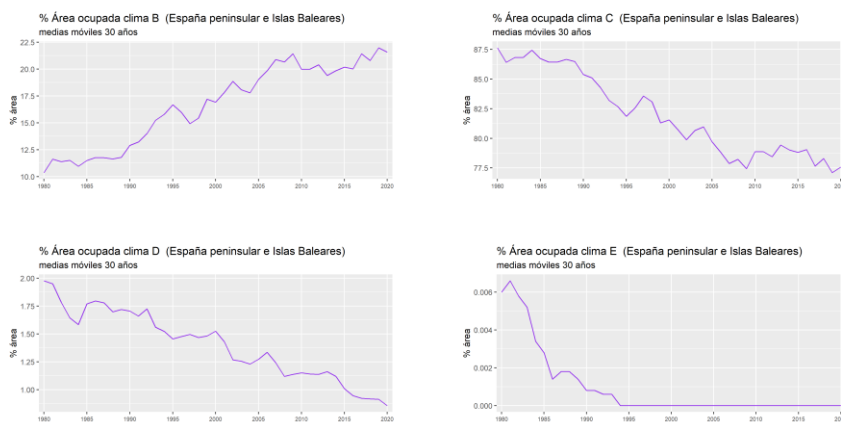 % Área ocupada clima B (España peninsular e Islas Baleares)
medias móviles 30 años
22.5
20.0
17.5
15.0
12.5
10.0
% área
1980 1985 1990 1995 2000 2005 2010 2015 2020
% Área ocupada clima C (España peninsular e Islas Baleares)
medias móviles 30 años
87.5
85.0
82.5
80.0
77.5
% área
1980 1985 1990 1995 2000 2005 2010 2015
% Área ocupada clima D (España peninsular e Islas Baleares)
medias móviles 30 años
2.00
1.75
1.50
1.25
1.00
% área
1980 1985 1990 1995 2000 2005 2010 2015 2020
% Área ocupada clima E (España peninsular e Islas Baleares)
medias móviles 30 años
0.006
0.004
0.002
0.000
% área
1980 1985 1990 1995 2000 2005 2010 2015